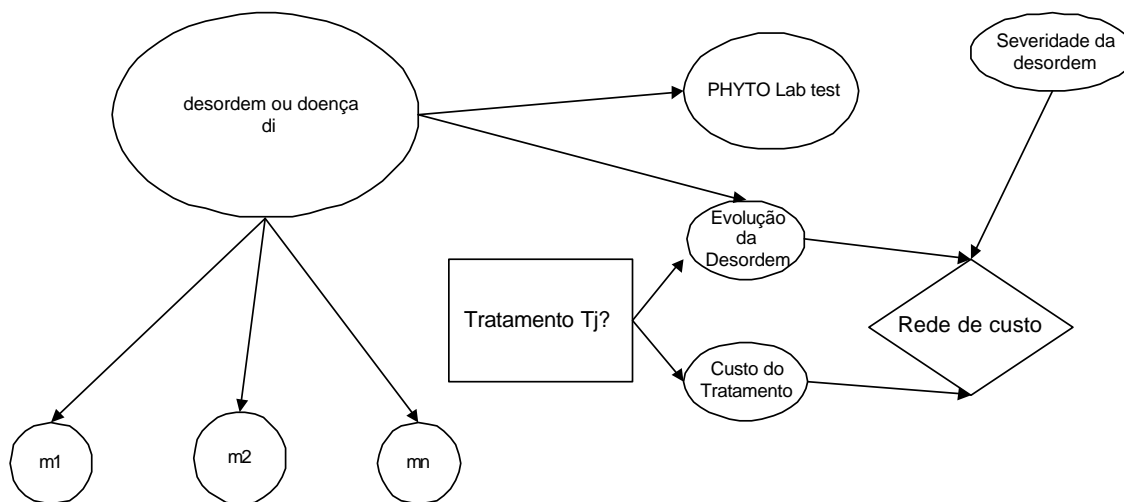 Severidade da
desordem
PHYTO Lab test
desordem ou doença
di
Evolução
da
Desordem
Tratamento Tj?
Rede de custo
Custo do
Tratamento
m1
m2
mn